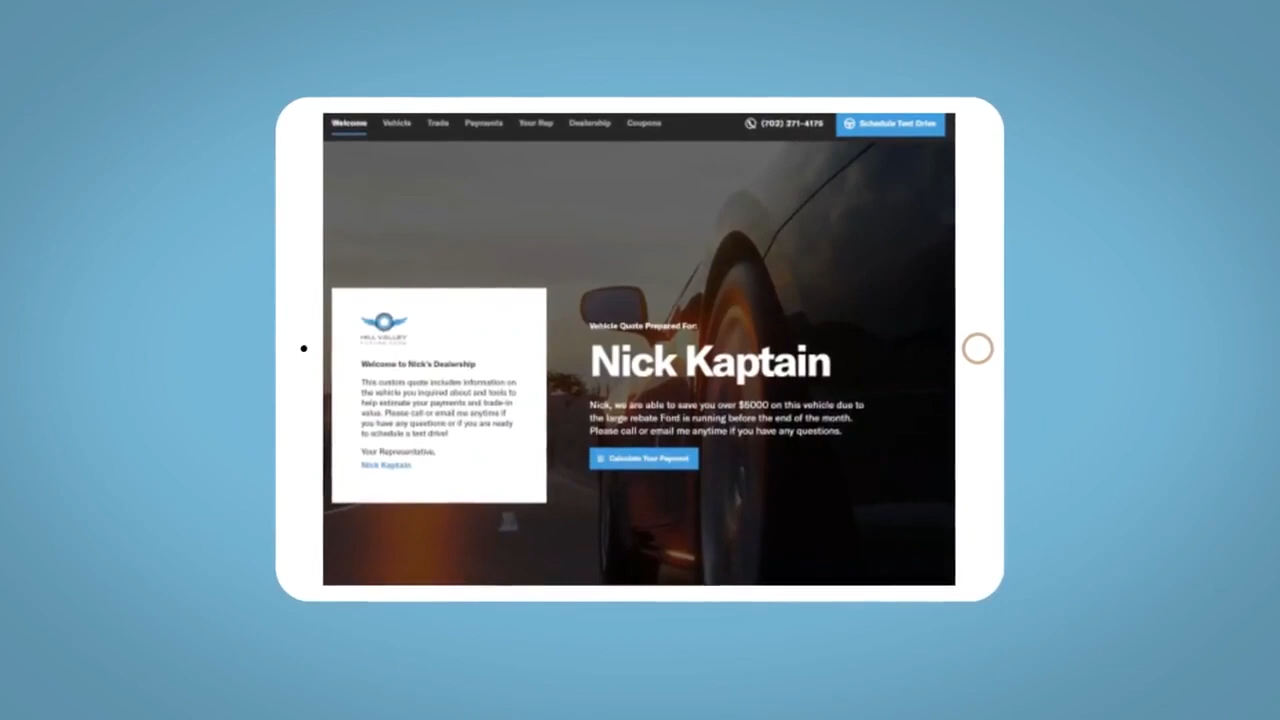 Welcome Vehicle Trade Payments Your Rep Dealership Coupons (702) 271-4175 Schedule Test Drive
HILL VALLEY
Welcome to Nick's Dealership
This custom quote includes information on
the vehicle you inquired about and tools to
help estimate your payments and trade-in
value. Please call or email me anytime if
you have any questions or if you are ready
to schedule a test drive!
Your Representative,
Nick Kaptain
Vehicle Quote Prepared For:
Nick Kaptain
Nick, we are able to save you over $5000 on this vehicle due to
the large rebate Ford is running before the end of the month.
Please call or email me anytime if you have any questions.
Calculate Your Payment